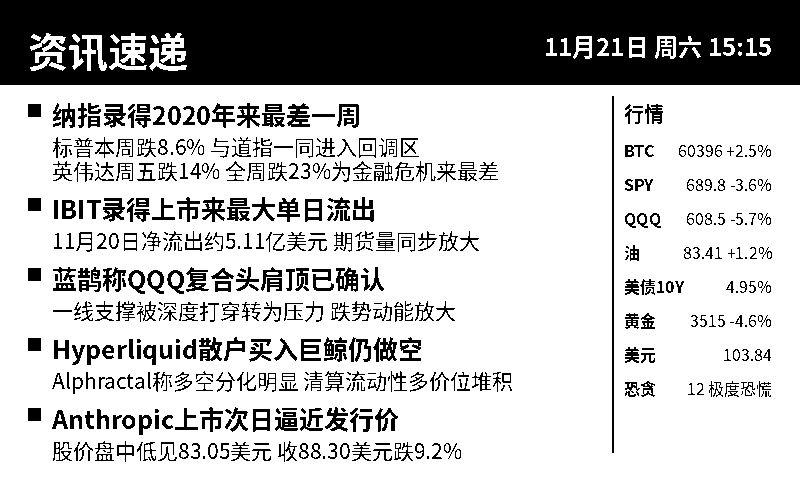 资讯速递
11月21日 周六 15:15
纳指录得2020年来最差一周
标普本周跌8.6% 与道指一同进入回调区
英伟达周五跌14% 全周跌23%为金融危机来最差
IBIT录得上市来最大单日流出
11月20日净流出约5.11亿美元 期货量同步放大
蓝鹊称QQQ复合头肩顶已确认
一线支撑被深度打穿转为压力 跌势动能放大
Hyperliquid散户买入巨鲸仍做空
Alphractal称多空分化明显 清算流动性多价位堆积
Anthropic上市次日逼近发行价
股价盘中低见83.05美元 收88.30美元跌9.2%
行情
BTC 60396 +2.5%
SPY 689.8 -3.6%
QQQ 608.5 -5.7%
油 83.41 +1.2%
美债10Y 4.95%
黄金 3515 -4.6%
美元 103.84
恐贪 12 极度恐慌